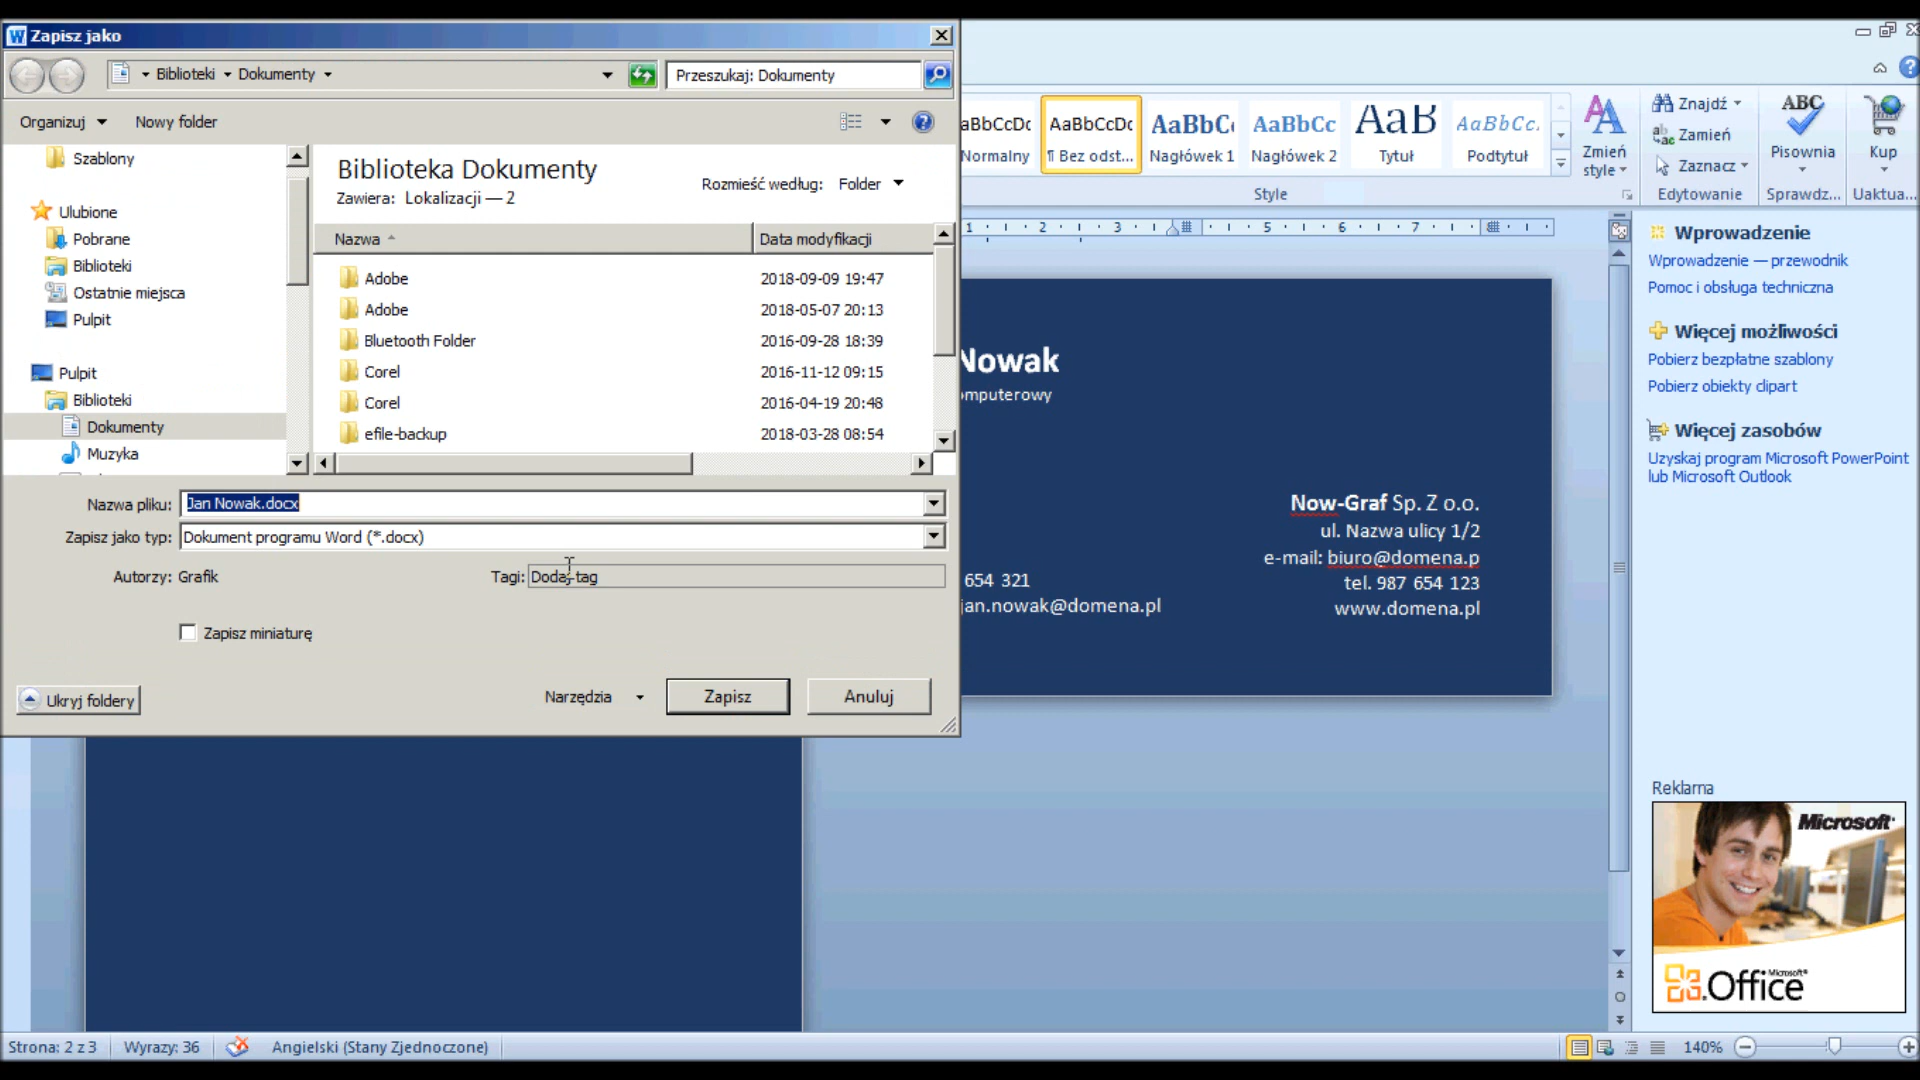 Zapisz jako
Biblioteki Dokumenty
Przeszukaj: Dokumenty
Organizuj Nowy folder
Szablony
Ulubione
Pobrane
Biblioteki
Ostatnie miejsca
Pulpit
Pulpit
Biblioteki
Dokumenty
Muzyka
Biblioteka Dokumenty
Zawiera: Lokalizacji — 2
Rozmieść według: Folder
Nazwa Data modyfikacji
Adobe 2018-09-09 19:47
Adobe 2018-05-07 20:13
Bluetooth Folder 2016-09-28 18:39
Corel 2016-11-12 09:15
Corel 2016-04-19 20:48
efile-backup 2018-03-28 08:54
Nazwa pliku: Jan Nowak.docx
Zapisz jako typ: Dokument programu Word (*.docx)
Autorzy: Grafik Tagi: Dodaj tag
Zapisz miniaturę
Ukryj foldery
Narzędzia Zapisz Anuluj
aBbCcDc AaBbCcDc AaBbC AaBbCc AaB AaBbCc.
Normalny ¶ Bez odst... Nagłówek 1 Nagłówek 2 Tytuł Podtytuł
Zmień style
Style
Znajdź
Zamień
Zaznacz
Edytowanie
ABC
Pisownia
Sprawdz...
Kup
Uaktua...
1 2 3 5 6 7
Nowak
mputerowy
654 321
jan.nowak@domena.pl
Now-Graf Sp. Z o.o.
ul. Nazwa ulicy 1/2
e-mail: biuro@domena.p
tel. 987 654 123
www.domena.pl
Wprowadzenie
Wprowadzenie — przewodnik
Pomoc i obsługa techniczna
Więcej możliwości
Pobierz bezpłatne szablony
Pobierz obiekty clipart
Więcej zasobów
Uzyskaj program Microsoft PowerPoint
lub Microsoft Outlook
Reklama
Microsoft
Microsoft
Office
Strona: 2 z 3 Wyrazy: 36 Angielski (Stany Zjednoczone) 140%